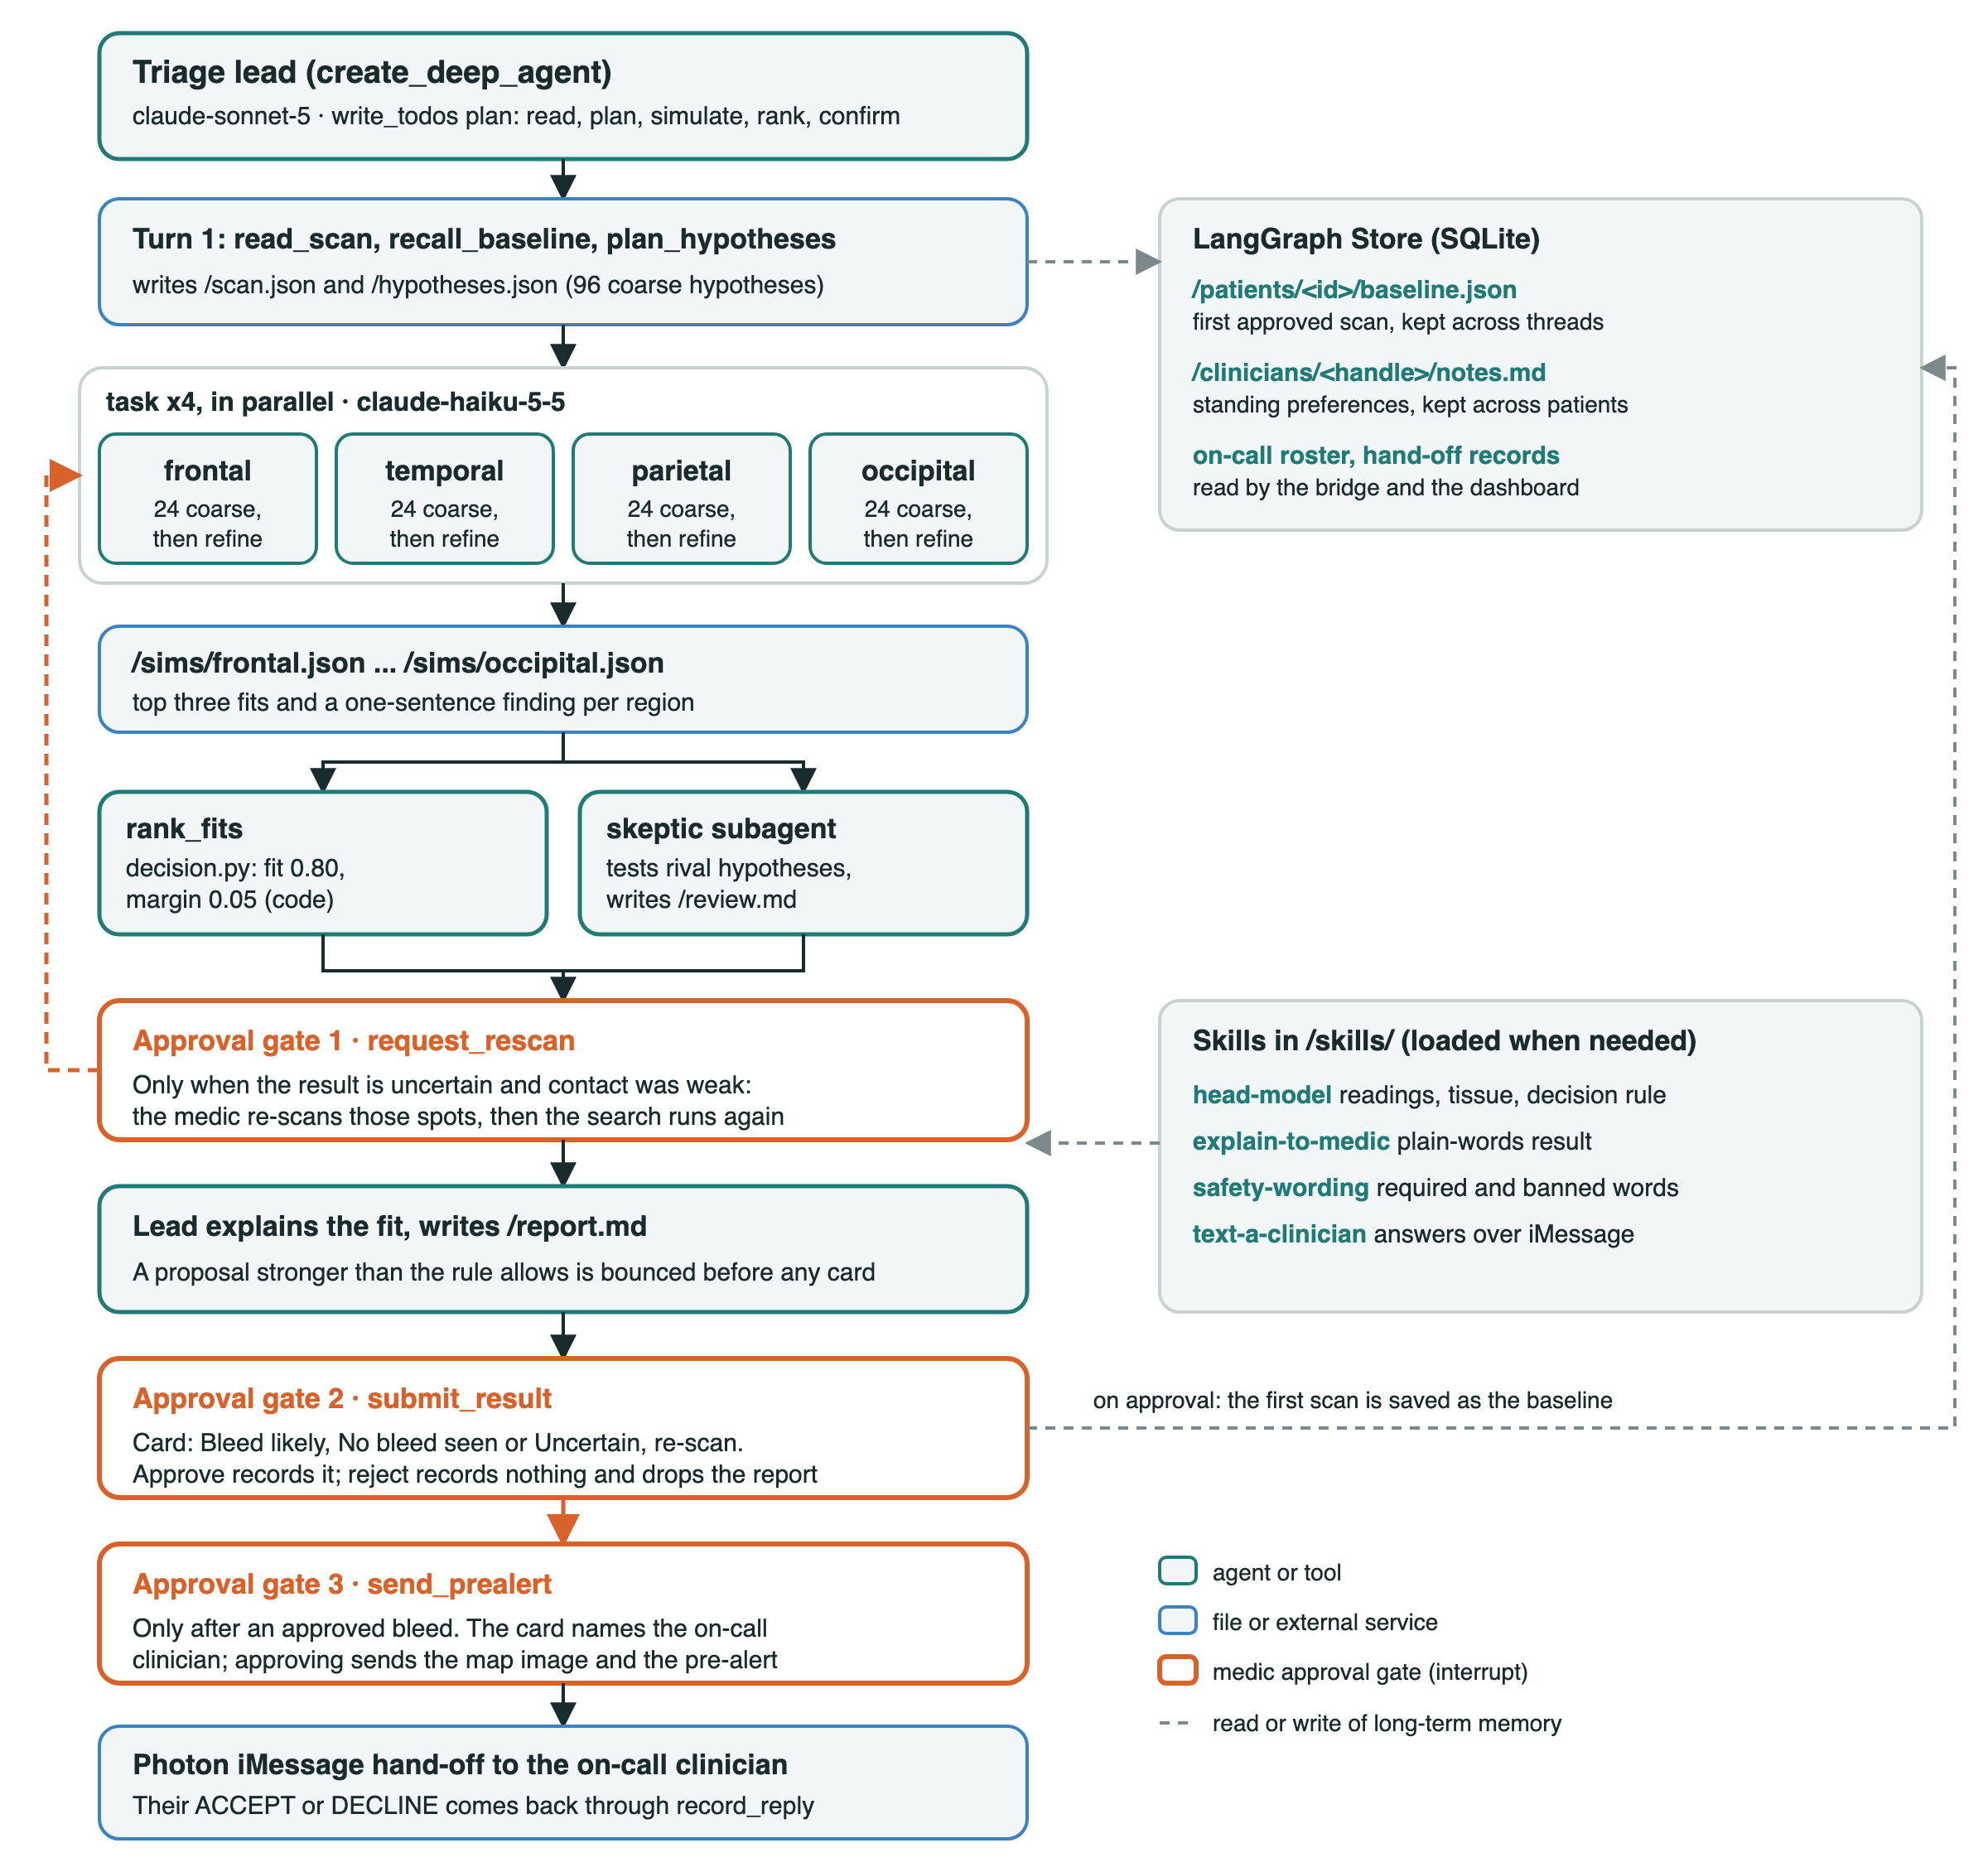 Triage lead (create_deep_agent)
claude-sonnet-5 · write_todos plan: read, plan, simulate, rank, confirm
Turn 1: read_scan, recall_baseline, plan_hypotheses
writes /scan.json and /hypotheses.json (96 coarse hypotheses)
LangGraph Store (SQLite)
/patients/<id>/baseline.json
first approved scan, kept across threads
/clinicians/<handle>/notes.md
standing preferences, kept across patients
on-call roster, hand-off records
read by the bridge and the dashboard
task x4, in parallel · claude-haiku-5-5
frontal
24 coarse,
then refine
temporal
24 coarse,
then refine
parietal
24 coarse,
then refine
occipital
24 coarse,
then refine
/sims/frontal.json ... /sims/occipital.json
top three fits and a one-sentence finding per region
rank_fits
decision.py: fit 0.80,
margin 0.05 (code)
skeptic subagent
tests rival hypotheses,
writes /review.md
Approval gate 1 · request_rescan
Only when the result is uncertain and contact was weak:
the medic re-scans those spots, then the search runs again
Skills in /skills/ (loaded when needed)
head-model readings, tissue, decision rule
explain-to-medic plain-words result
safety-wording required and banned words
text-a-clinician answers over iMessage
Lead explains the fit, writes /report.md
A proposal stronger than the rule allows is bounced before any card
Approval gate 2 · submit_result
Card: Bleed likely, No bleed seen or Uncertain, re-scan.
Approve records it; reject records nothing and drops the report
on approval: the first scan is saved as the baseline
Approval gate 3 · send_prealert
Only after an approved bleed. The card names the on-call
clinician; approving sends the map image and the pre-alert
agent or tool
file or external service
medic approval gate (interrupt)
read or write of long-term memory
Photon iMessage hand-off to the on-call clinician
Their ACCEPT or DECLINE comes back through record_reply